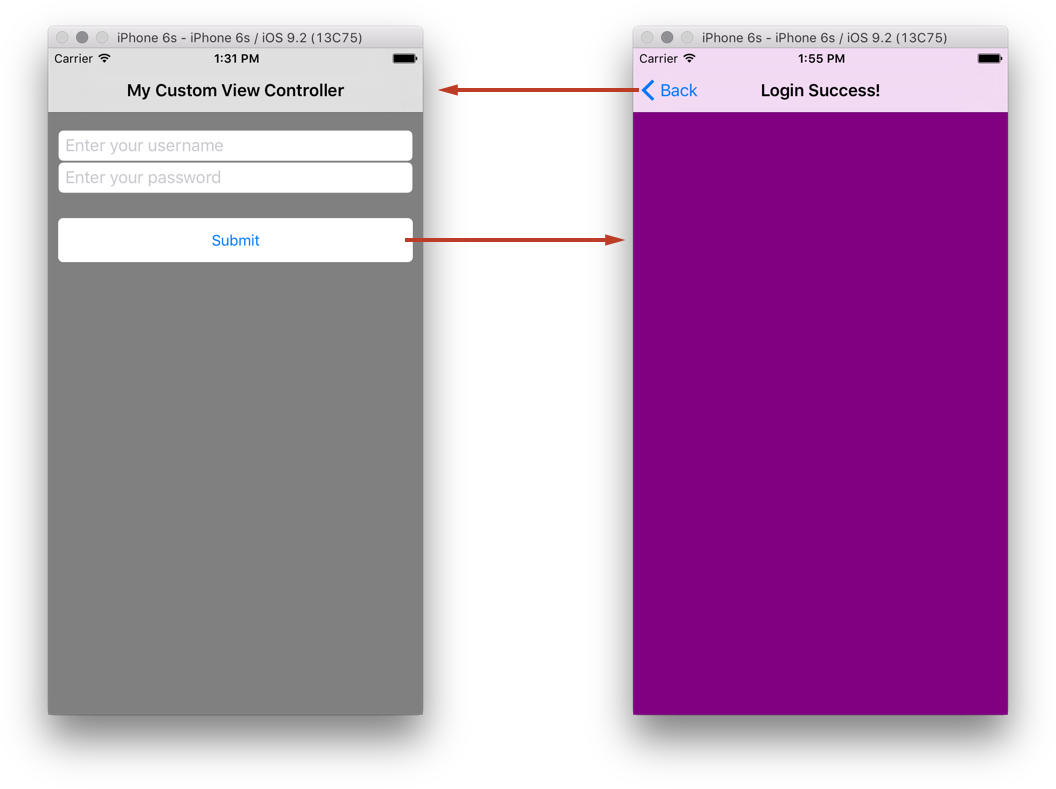 iPhone 6s - iPhone 6s / iOS 9.2 (13C75)
Carrier 1:31 PM
My Custom View Controller
Enter your username
Enter your password
Submit
iPhone 6s - iPhone 6s / iOS 9.2 (13C75)
Carrier 1:55 PM
Back Login Success!